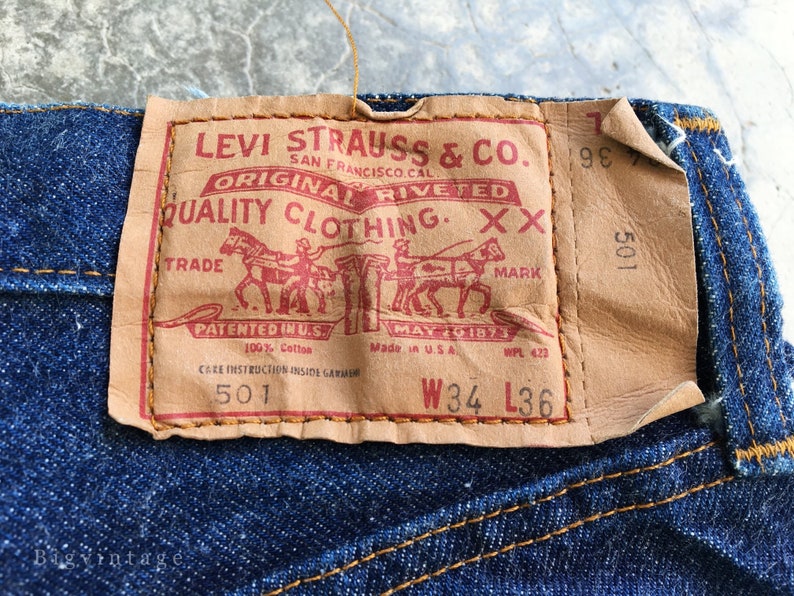 LEVI STRAUSS & CO.
SAN FRANCISCO, CAL.
ORIGINAL RIVETED
QUALITY CLOTHING. XX
TRADE MARK
PATENTED IN U.S. MAY 20 1873
100% Cotton Made in U.S.A. WPL 423
CARE INSTRUCTION INSIDE GARMENT
501 W34 L36
L
34 36
501
Bigvintage